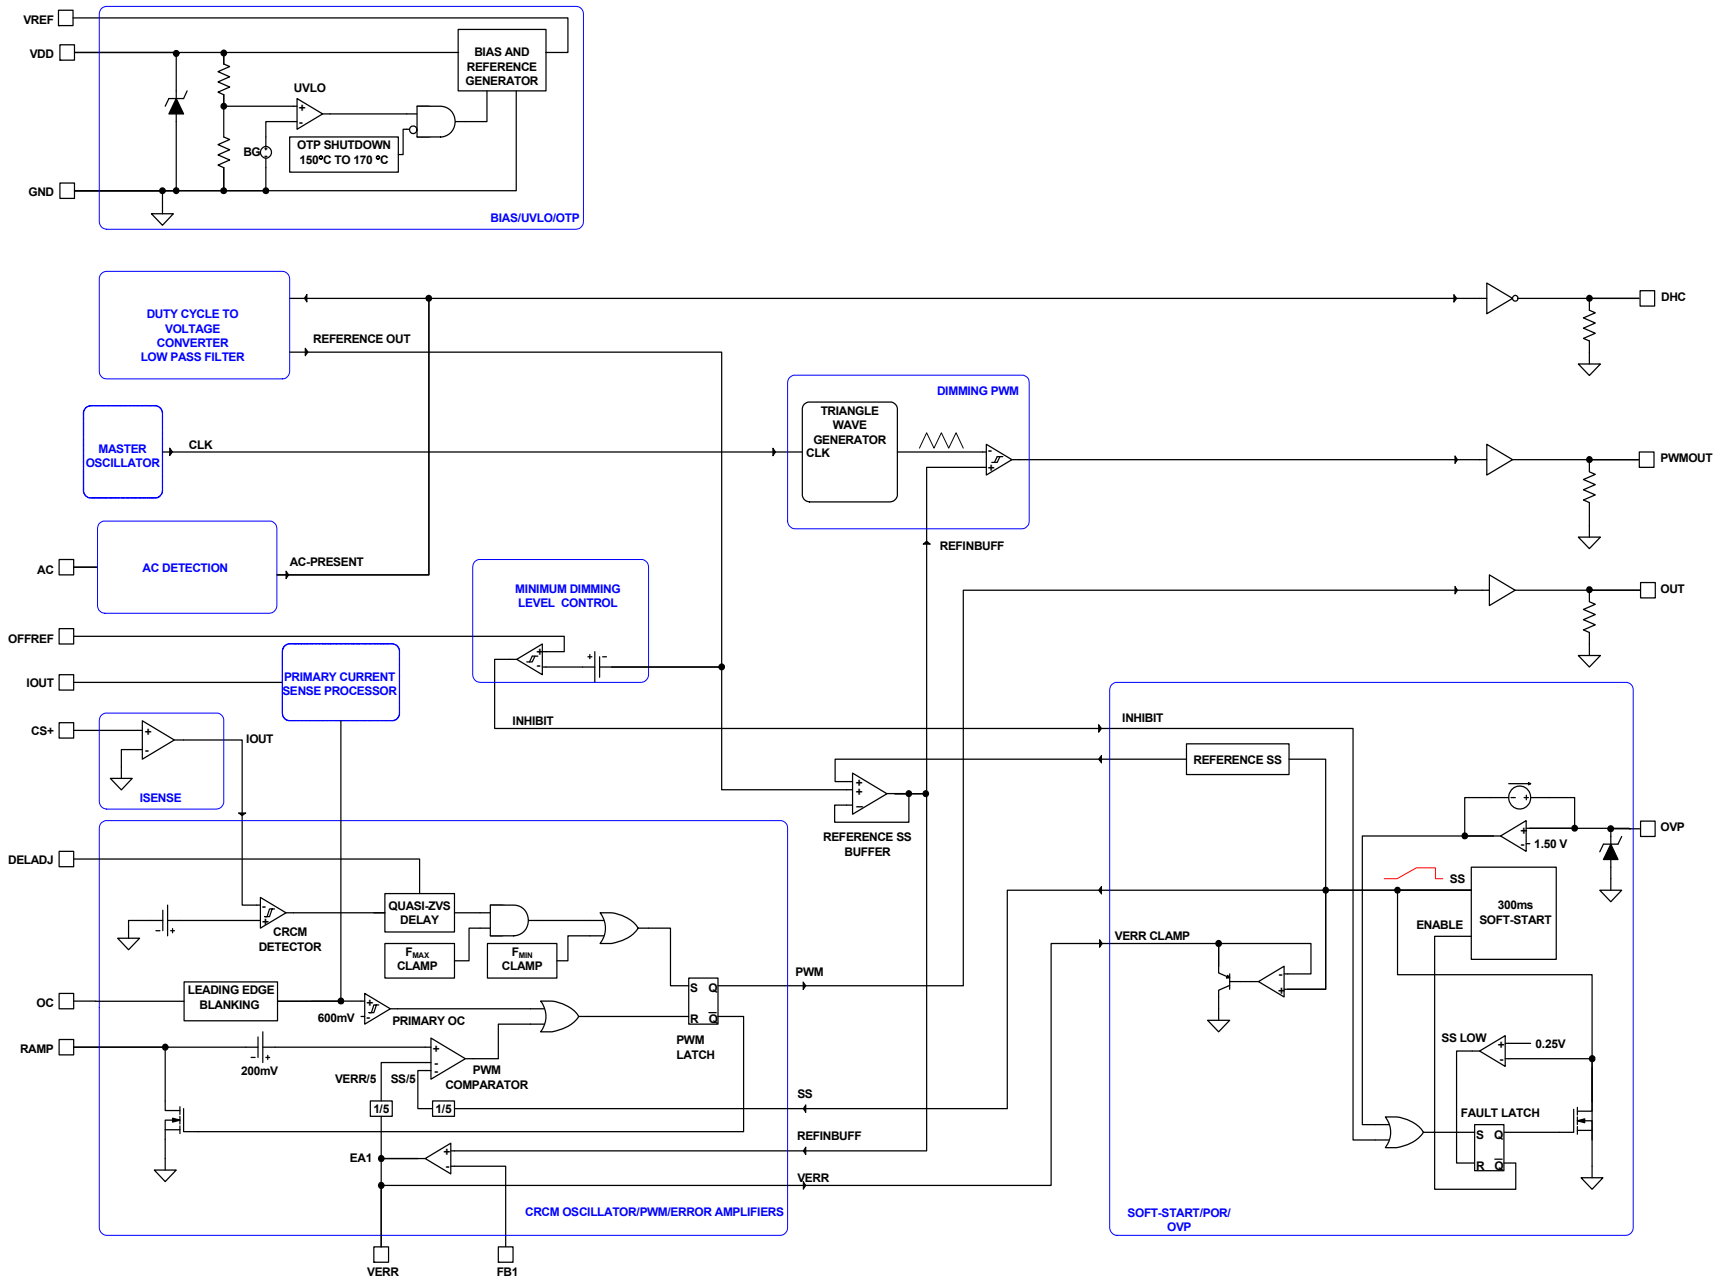 VREF
VDD
BIAS AND
REFERENCE
GENERATOR
UVLO
+
-
BG
OTP SHUTDOWN
150°C TO 170 °C
GND
BIAS/UVLO/OTP
DUTY CYCLE TO
VOLTAGE
CONVERTER
LOW PASS FILTER
REFERENCE OUT
DHC
DIMMING PWM
TRIANGLE
WAVE
GENERATOR
CLK
-
+
MASTER
OSCILLATOR
CLK
PWMOUT
REFINBUFF
AC
AC DETECTION
AC-PRESENT
MINIMUM DIMMING
LEVEL CONTROL
+
-
+
-
OUT
OFFREF
IOUT
PRIMARY CURRENT
SENSE PROCESSOR
CS+
+
-
IOUT
ISENSE
INHIBIT
INHIBIT
REFERENCE SS
+
+
-
REFERENCE SS
BUFFER
- +
+
-
1.50 V
OVP
DELADJ
QUASI-ZVS
DELAY
- +
-
+
CRCM
DETECTOR
FMAX
CLAMP
FMIN
CLAMP
SS
300ms
SOFT-START
ENABLE
VERR CLAMP
-
+
PWM
OC
LEADING EDGE
BLANKING
600mV
+
-
PRIMARY OC
S Q
R Q
PWM
LATCH
RAMP
- +
200mV
+
-
-
PWM
COMPARATOR
VERR/5
SS/5
1/5
1/5
SS
SS LOW
+
-
0.25V
FAULT LATCH
S Q
R Q
REFINBUFF
EA1
+
-
VERR
CRCM OSCILLATOR/PWM/ERROR AMPLIFIERS
SOFT-START/POR/
OVP
VERR
FB1